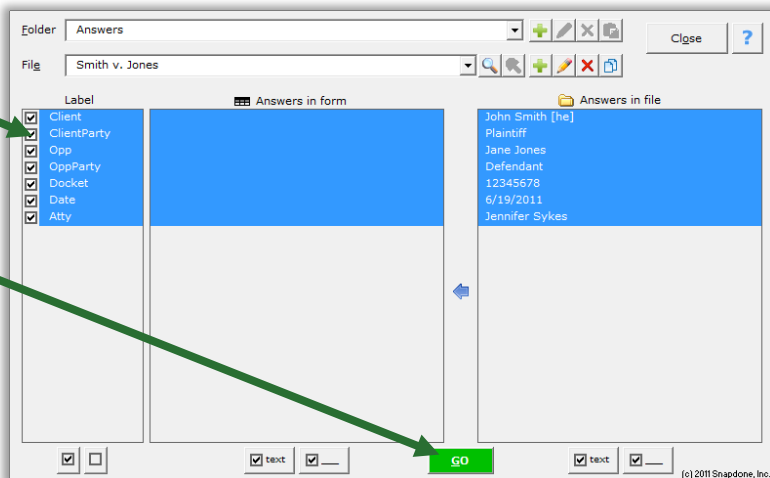 Folder Answers Close ?
File Smith v. Jones
Label Answers in form Answers in file
Client John Smith [he]
ClientParty Plaintiff
Opp Jane Jones
OppParty Defendant
Docket 12345678
Date 6/19/2011
Atty Jennifer Sykes
text __ GO text __
(c) 2011 Snapdone, Inc.